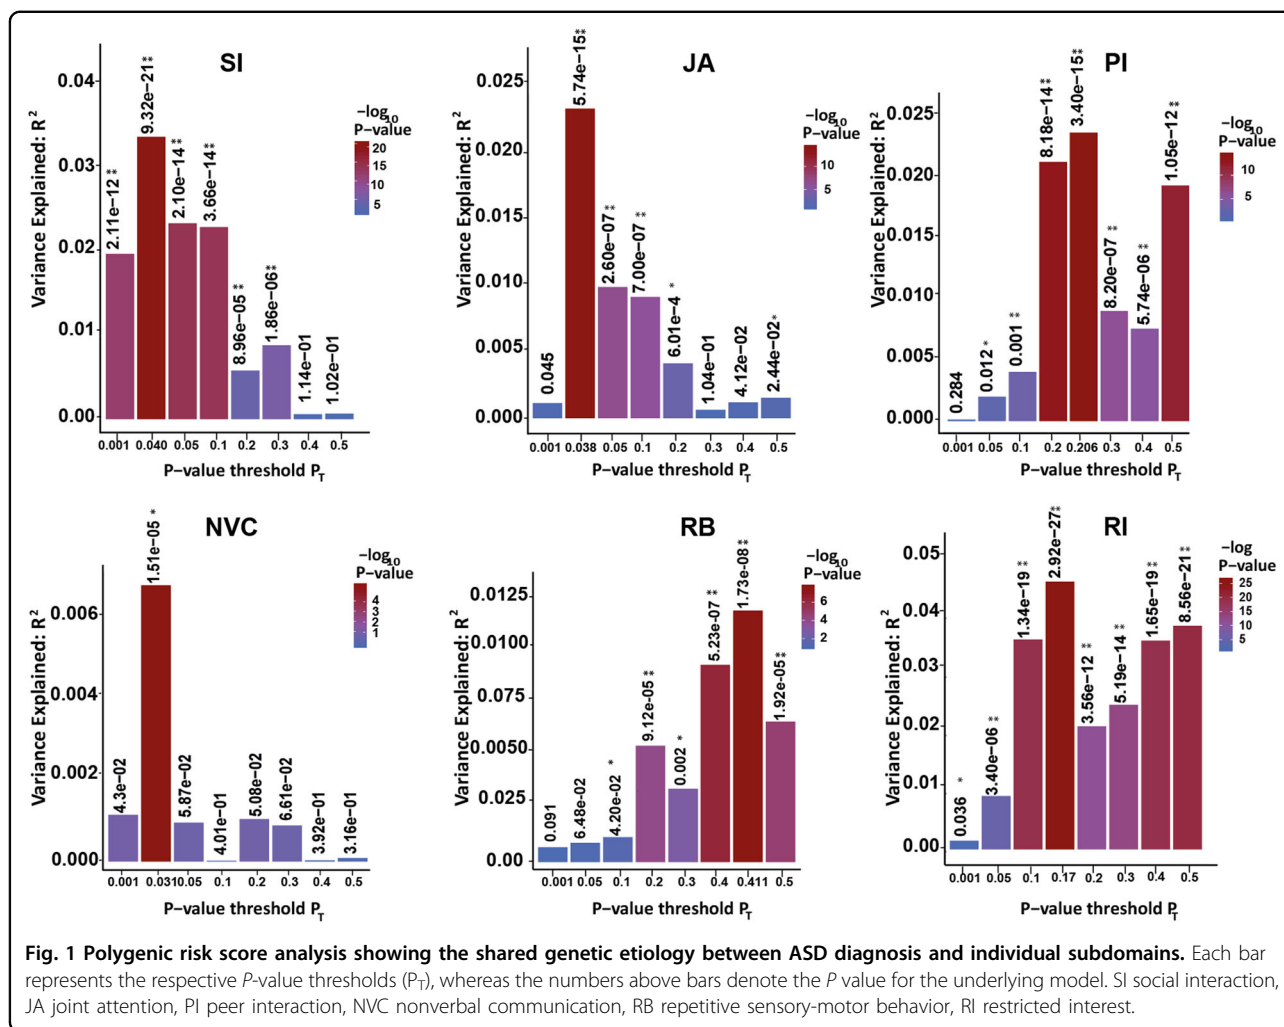 SI
Variance Explained: R²
0.04
0.03
0.02
0.01
0.00
2.11e−12**
9.32e−21**
2.10e−14**
3.66e−14**
8.96e−05**
1.86e−06**
1.14e−01
1.02e−01
0.001 0.040 0.05 0.1 0.2 0.3 0.4 0.5
P−value threshold P_T
−log10
P−value
20
15
10
5
JA
Variance Explained: R²
0.025
0.020
0.015
0.010
0.005
0.000
0.045
5.74e−15**
2.60e−07**
7.00e−07**
6.01e−4 *
1.04e−01
4.12e−02
2.44e−02*
0.001 0.038 0.05 0.1 0.2 0.3 0.4 0.5
P−value threshold P_T
−log10
P−value
10
5
PI
Variance Explained: R²
0.025
0.020
0.015
0.010
0.005
0.000
0.284
0.012 *
0.001 **
8.18e−14**
3.40e−15**
8.20e−07 **
5.74e−06 **
1.05e−12**
0.001 0.05 0.1 0.2 0.206 0.3 0.4 0.5
P−value threshold P_T
−log10
P−value
10
5
NVC
Variance Explained: R²
0.006
0.004
0.002
0.000
4.3e−02
1.51e−05 *
5.87e−02
4.01e−01
5.08e−02
6.61e−02
3.92e−01
3.16e−01
0.001 0.0310.05 0.1 0.2 0.3 0.4 0.5
P−value threshold P_T
−log10
P−value
4
3
2
1
RB
Variance Explained: R²
0.0125
0.0100
0.0075
0.0050
0.0025
0.00
0.091
6.48e-02
4.20e−02 *
9.12e-05 **
0.002 *
5.23e-07 **
1.73e-08**
1.92e-05**
0.001 0.05 0.1 0.2 0.3 0.4 0.411 0.5
P−value threshold P_T
−log10
P−value
6
4
2
RI
Variance Explained: R²
0.05
0.04
0.03
0.02
0.01
0.00
0.036 *
3.40e−06 **
1.34e−19 **
2.92e−27**
3.56e−12 **
5.19e−14 **
1.65e−19 **
8.56e−21**
0.001 0.05 0.1 0.17 0.2 0.3 0.4 0.5
P−value threshold P_T
−log
P−value
25
20
15
10
5
Fig. 1 Polygenic risk score analysis showing the shared genetic etiology between ASD diagnosis and individual subdomains. Each bar
represents the respective P-value thresholds (P_T), whereas the numbers above bars denote the P value for the underlying model. SI social interaction,
JA joint attention, PI peer interaction, NVC nonverbal communication, RB repetitive sensory-motor behavior, RI restricted interest.